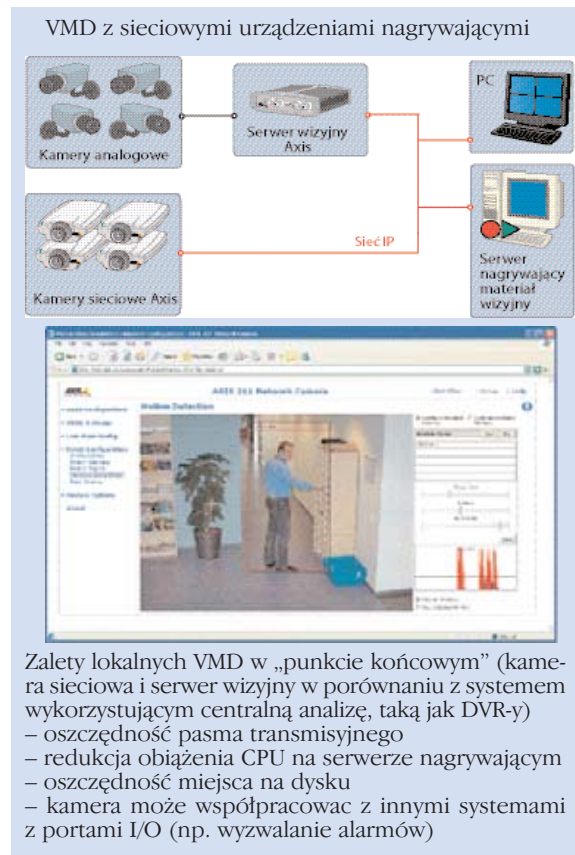 VMD z sieciowymi urządzeniami nagrywającymi
Kamery analogowe
Serwer wizyjny
Axis
PC
Kamery sieciowe Axis
Sieć IP
Serwer
nagrywający
materiał
wizyjny
AXIS 211 Network Camera
Motion Detection
Zalety lokalnych VMD w „punkcie końcowym” (kame-
ra sieciowa i serwer wizyjny w porównaniu z systemem
wykorzystującym centralną analizę, taką jak DVR-y)
– oszczędność pasma transmisyjnego
– redukcja obiążenia CPU na serwerze nagrywającym
– oszczędność miejsca na dysku
– kamera może współpracowac z innymi systemami
z portami I/O (np. wyzwalanie alarmów)